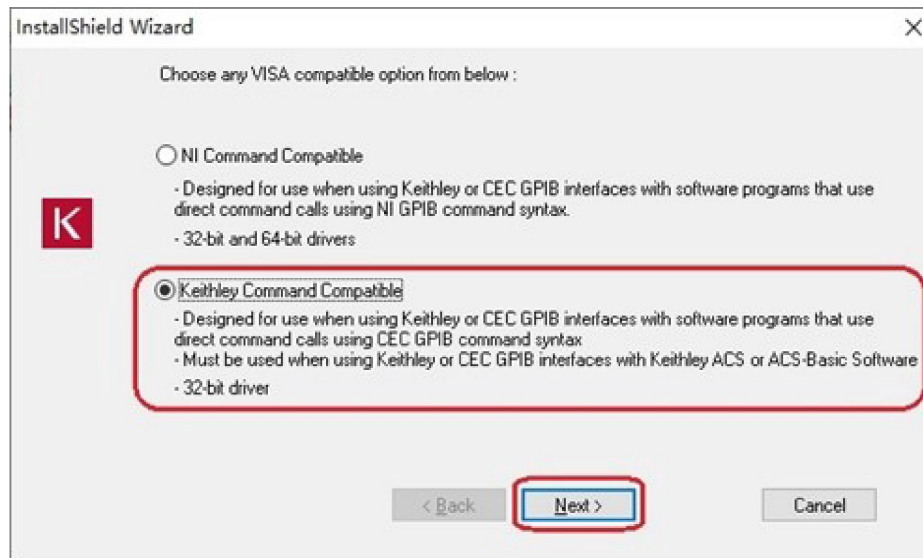 InstallShield Wizard
Choose any VISA compatible option from below :
NI Command Compatible
- Designed for use when using Keithley or CEC GPIB interfaces with software programs that use
direct command calls using NI GPIB command syntax.
- 32-bit and 64-bit drivers
K
Keithley Command Compatible
- Designed for use when using Keithley or CEC GPIB interfaces with software programs that use
direct command calls using CEC GPIB command syntax
- Must be used when using Keithley or CEC GPIB interfaces with Keithley ACS or ACS-Basic Software
- 32-bit driver
< Back
Next >
Cancel